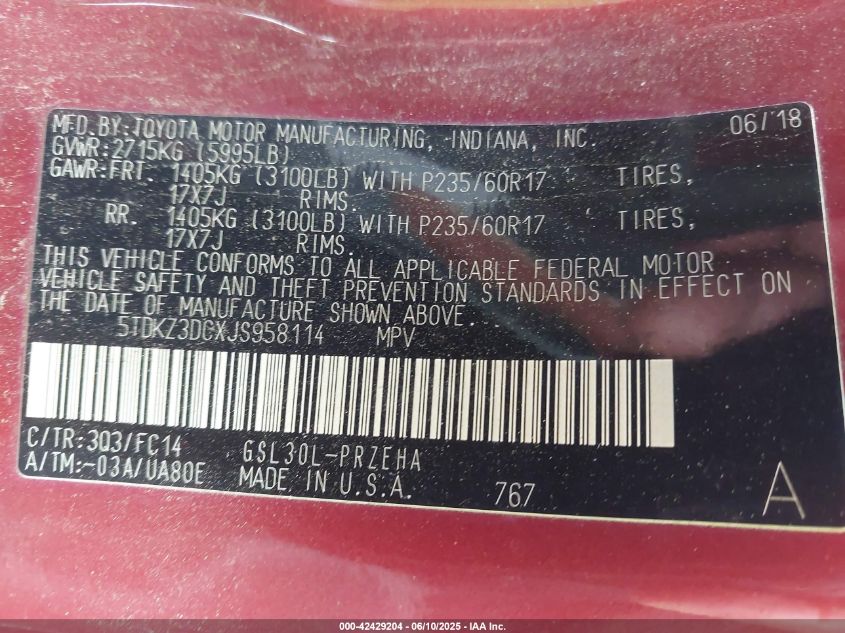 MFD.BY:TOYOTA MOTOR MANUFACTURING, INDIANA, INC. 06/18
GVWR:2715KG (5995LB)
GAWR:FRT. 1405KG (3100LB) WITH P235/60R17 TIRES,
17X7J RIMS.
RR. 1405KG (3100LB) WITH P235/60R17 TIRES,
17X7J RIMS.
THIS VEHICLE CONFORMS TO ALL APPLICABLE FEDERAL MOTOR
VEHICLE SAFETY AND THEFT PREVENTION STANDARDS IN EFFECT ON
THE DATE OF MANUFACTURE SHOWN ABOVE.
5TDKZ3DCXJS958114 MPV
C/TR:3Q3/FC14 GSL30L-PRZEHA
A/TM:-03A/UA80E MADE IN U.S.A. 767 A
000-42429204 - 06/10/2025 - IAA Inc.